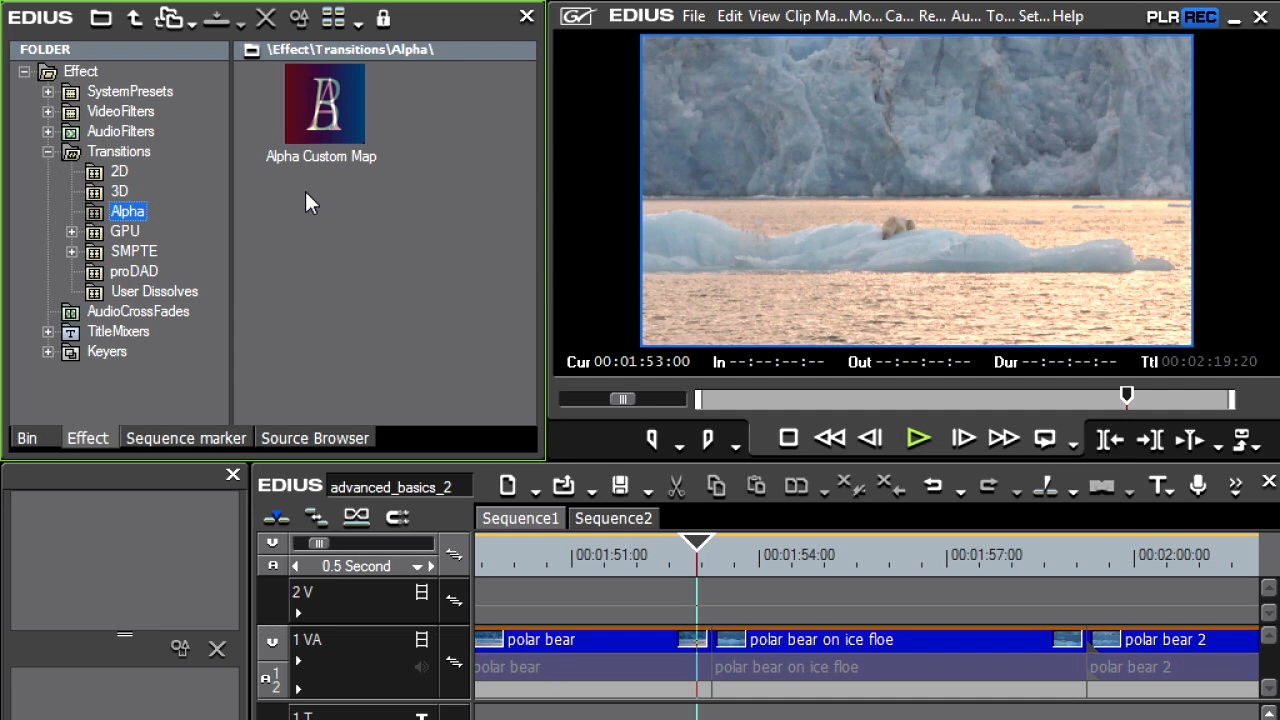 EDIUS
FOLDER
\Effect\Transitions\Alpha\
Effect
SystemPresets
VideoFilters
AudioFilters
Transitions
2D
3D
Alpha
GPU
SMPTE
proDAD
User Dissolves
AudioCrossFades
TitleMixers
Keyers
Alpha Custom Map
Bin
Effect
Sequence marker
Source Browser
EDIUS File Edit View Clip Ma... Mo... Ca... Re... Au... To... Set... Help PLR REC
Cur 00:01:53:00 In --:--:--:-- Out --:--:--:-- Dur --:--:--:-- Ttl 00:02:19:20
EDIUS advanced_basics_2
Sequence1 Sequence2
00:01:51:00 00:01:54:00 00:01:57:00 00:02:00:00
0.5 Second
2 V
1 VA polar bear polar bear on ice floe polar bear 2
polar bear polar bear on ice floe polar bear 2
1
2
1 T